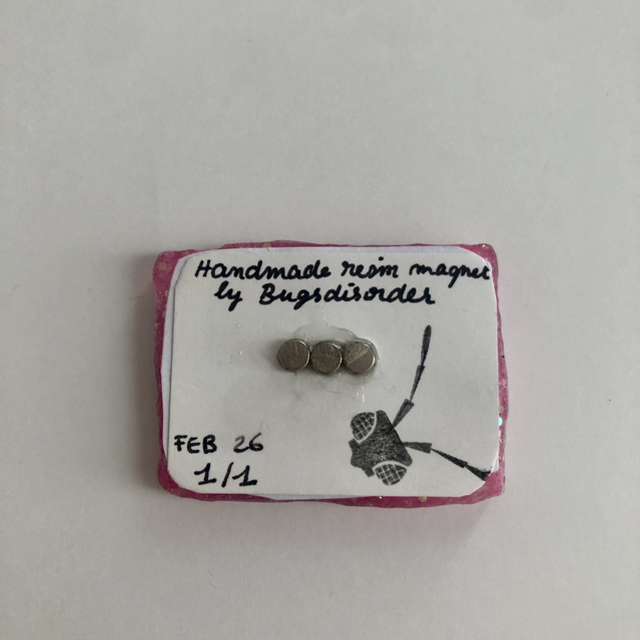 Handmade resin magnet
by Bugsdisorder
FEB 26
1/1